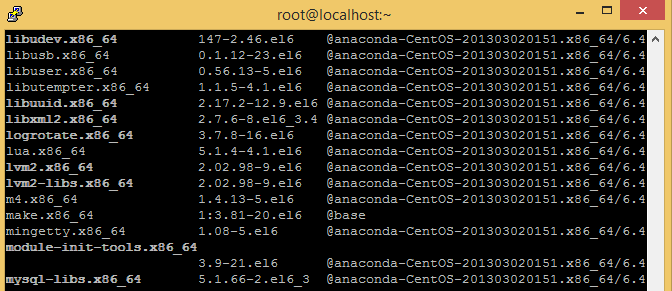 root@localhost:~
libudev.x86_64 147-2.46.el6 @anaconda-CentOS-201303020151.x86_64/6.4
libusb.x86_64 0.1.12-23.el6 @anaconda-CentOS-201303020151.x86_64/6.4
libuser.x86_64 0.56.13-5.el6 @anaconda-CentOS-201303020151.x86_64/6.4
libutempter.x86_64 1.1.5-4.1.el6 @anaconda-CentOS-201303020151.x86_64/6.4
libuuid.x86_64 2.17.2-12.9.el6 @anaconda-CentOS-201303020151.x86_64/6.4
libxml2.x86_64 2.7.6-8.el6_3.4 @anaconda-CentOS-201303020151.x86_64/6.4
logrotate.x86_64 3.7.8-16.el6 @anaconda-CentOS-201303020151.x86_64/6.4
lua.x86_64 5.1.4-4.1.el6 @anaconda-CentOS-201303020151.x86_64/6.4
lvm2.x86_64 2.02.98-9.el6 @anaconda-CentOS-201303020151.x86_64/6.4
lvm2-libs.x86_64 2.02.98-9.el6 @anaconda-CentOS-201303020151.x86_64/6.4
m4.x86_64 1.4.13-5.el6 @anaconda-CentOS-201303020151.x86_64/6.4
make.x86_64 1:3.81-20.el6 @base
mingetty.x86_64 1.08-5.el6 @anaconda-CentOS-201303020151.x86_64/6.4
module-init-tools.x86_64
3.9-21.el6 @anaconda-CentOS-201303020151.x86_64/6.4
mysql-libs.x86_64 5.1.66-2.el6_3 @anaconda-CentOS-201303020151.x86_64/6.4